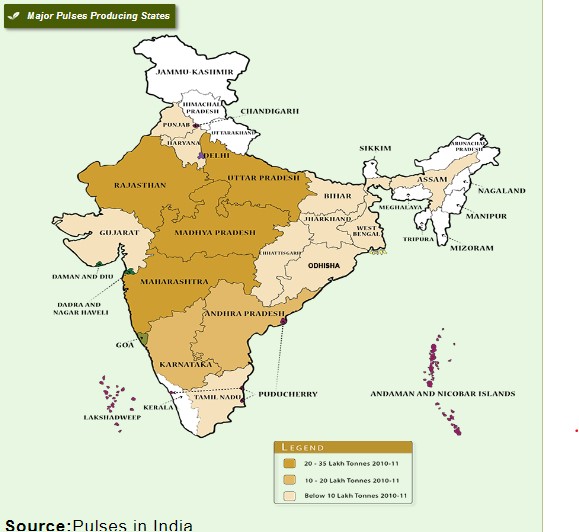 Major Pulses Producing States
JAMMU-KASHMIR
HIMACHAL
PRADESH
CHANDIGARH
PUNJAB
UTTARAKHAND
HARYANA
DELHI
SIKKIM
ARUNACHAL
PRADESH
RAJASTHAN
UTTAR PRADESH
BIHAR
ASSAM
NAGALAND
MEGHALAYA
MANIPUR
GUJARAT
MADHYA PRADESH
JHARKHAND
WEST
BENGAL
TRIPURA
MIZORAM
CHHATTISGARH
ODHISHA
DAMAN AND DIU
MAHARASHTRA
DADRA AND
NAGAR HAVELI
ANDHRA PRADESH
GOA
KARNATAKA
PUDUCHERRY
ANDAMAN AND NICOBAR ISLANDS
TAMIL NADU
KERALA
LAKSHADWEEP
LEGEND
20 - 35 Lakh Tonnes 2010-11
10 - 20 Lakh Tonnes 2010-11
Below 10 Lakh Tonnes 2010-11
Source:Pulses in India